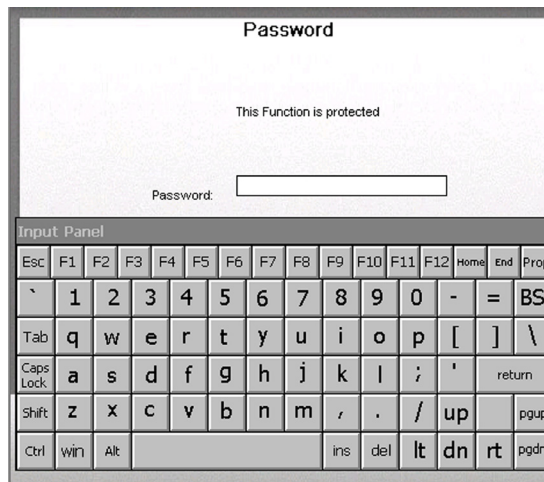 Password
This Function is protected
Password:
Input Panel
Esc F1 F2 F3 F4 F5 F6 F7 F8 F9 F10 F11 F12 Home End
` 1 2 3 4 5 6 7 8 9 0 - = BS
Tab q w e r t y u i o p [ ] \
Caps Lock a s d f g h j k l ; ' return
Shift z x c v b n m , . / up pgup
Ctrl win Alt ins del lt dn rt pgdn